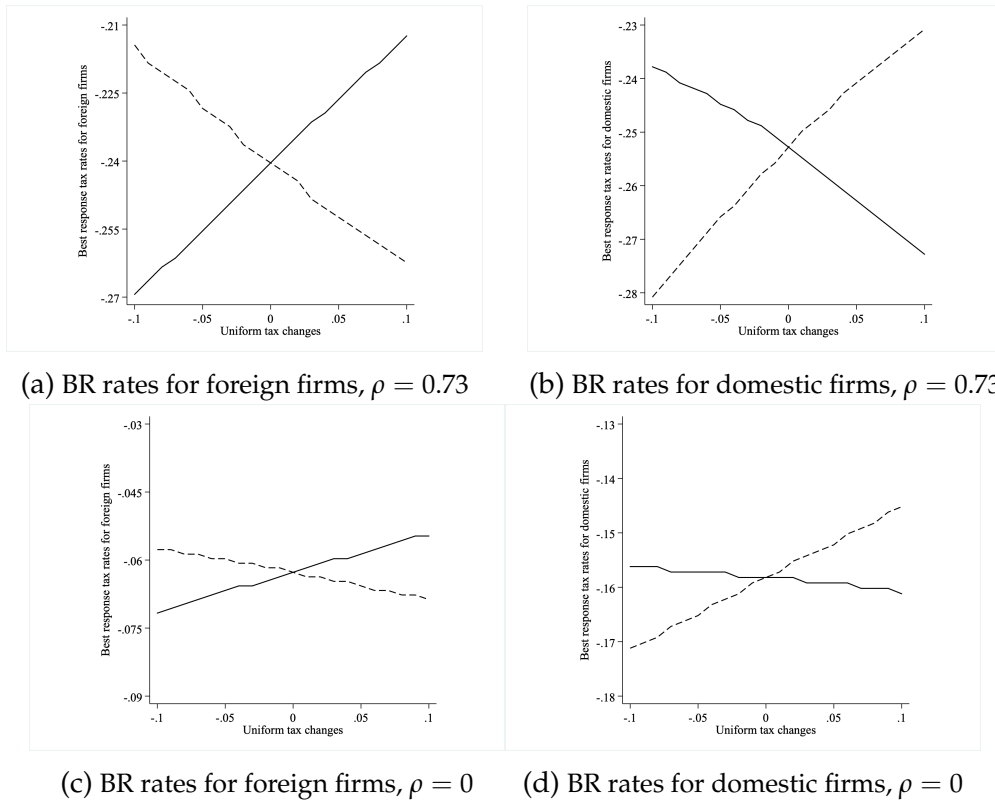 Best response tax rates for foreign firms
-.21
-.225
-.24
-.255
-.27
-.1 -.05 0 .05 .1
Uniform tax changes
(a) BR rates for foreign firms, ρ = 0.73
Best response tax rates for domestic firms
-.23
-.24
-.25
-.26
-.27
-.28
-.1 -.05 0 .05 .1
Uniform tax changes
(b) BR rates for domestic firms, ρ = 0.73
Best response tax rates for foreign firms
-.03
-.045
-.06
-.075
-.09
-.1 -.05 0 .05 .1
Uniform tax changes
(c) BR rates for foreign firms, ρ = 0
Best response tax rates for domestic firms
-.13
-.14
-.15
-.16
-.17
-.18
-.1 -.05 0 .05 .1
Uniform tax changes
(d) BR rates for domestic firms, ρ = 0